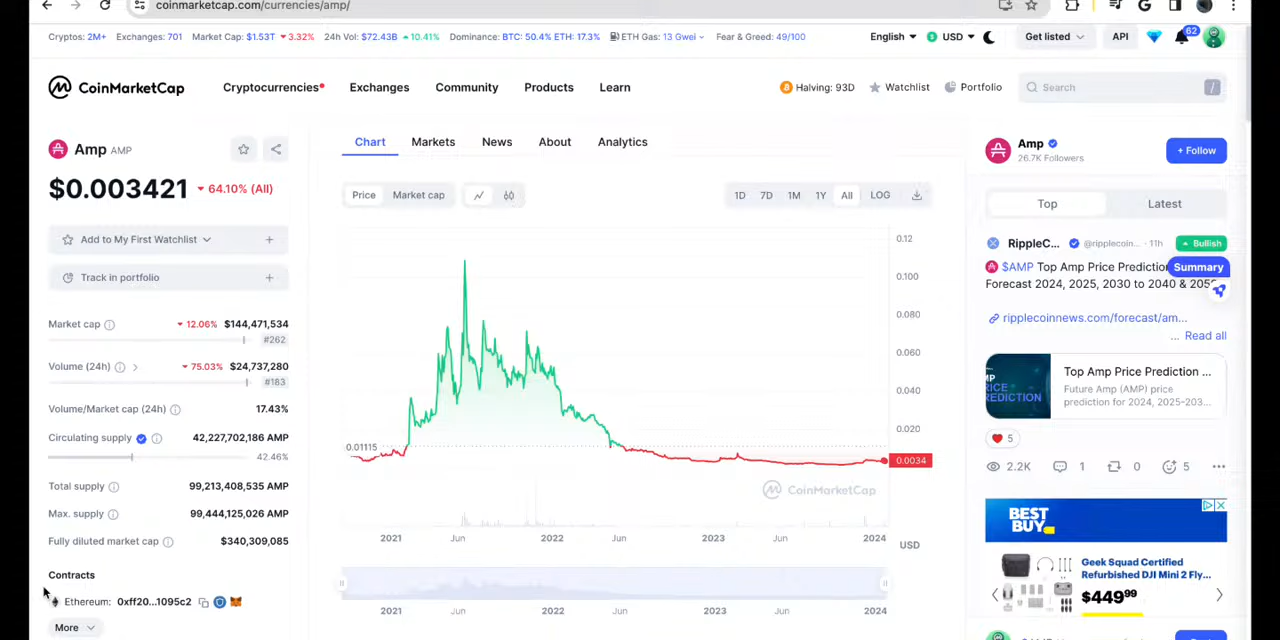 coinmarketcap.com/currencies/amp/
Cryptos: 2M+ Exchanges: 701 Market Cap: $1.53T 3.32% 24h Vol: $72.43B 10.41% Dominance: BTC: 50.4% ETH: 17.3% ETH Gas: 13 Gwei Fear & Greed: 49/100
English USD Get listed API 62
CoinMarketCap Cryptocurrencies Exchanges Community Products Learn Halving: 93D Watchlist Portfolio Search /
Amp AMP
$0.003421 64.10% (All)
Add to My First Watchlist +
Track in portfolio +
Market cap 12.06% $144,471,534
#262
Volume (24h) 75.03% $24,737,280
#183
Volume/Market cap (24h) 17.43%
Circulating supply 42,227,702,186 AMP
42.46%
Total supply 99,213,408,535 AMP
Max. supply 99,444,125,026 AMP
Fully diluted market cap $340,309,085
Contracts
Ethereum: 0xff20...1095c2
More
Chart Markets News About Analytics
Price Market cap 1D 7D 1M 1Y All LOG
0.12
0.100
0.080
0.060
0.040
0.020
0.01115
0.0034
CoinMarketCap
2021 Jun 2022 Jun 2023 Jun 2024 USD
2021 Jun 2022 Jun 2023 Jun 2024
Amp
26.7K Followers
+ Follow
Top Latest
RippleC... @ripplecoin... · 11h Bullish
$AMP Top Amp Price Prediction
Summary
Forecast 2024, 2025, 2030 to 2040 & 2050
ripplecoinnews.com/forecast/am...
... Read all
MP
RICE
REDICTION
Top Amp Price Prediction ...
Future Amp (AMP) price
prediction for 2024, 2025-203...
5
2.2K 1 0 5
BEST
BUY
Geek Squad Certified
Refurbished DJI Mini 2 Fly...
$449⁹⁹